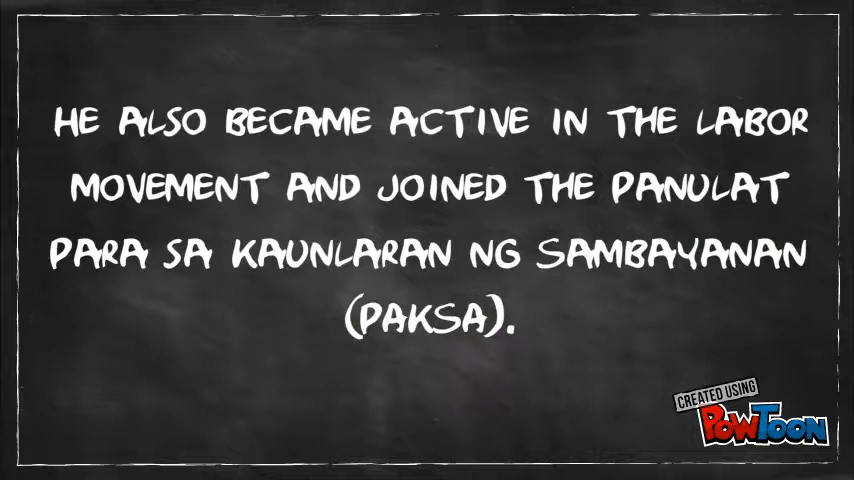 HE ALSO BECAME ACTIVE IN THE LABOR
MOVEMENT AND JOINED THE PANULAT
PARA SA KAUNLARAN NG SAMBAYANAN
(PAKSA).
CREATED USING
POWTOON